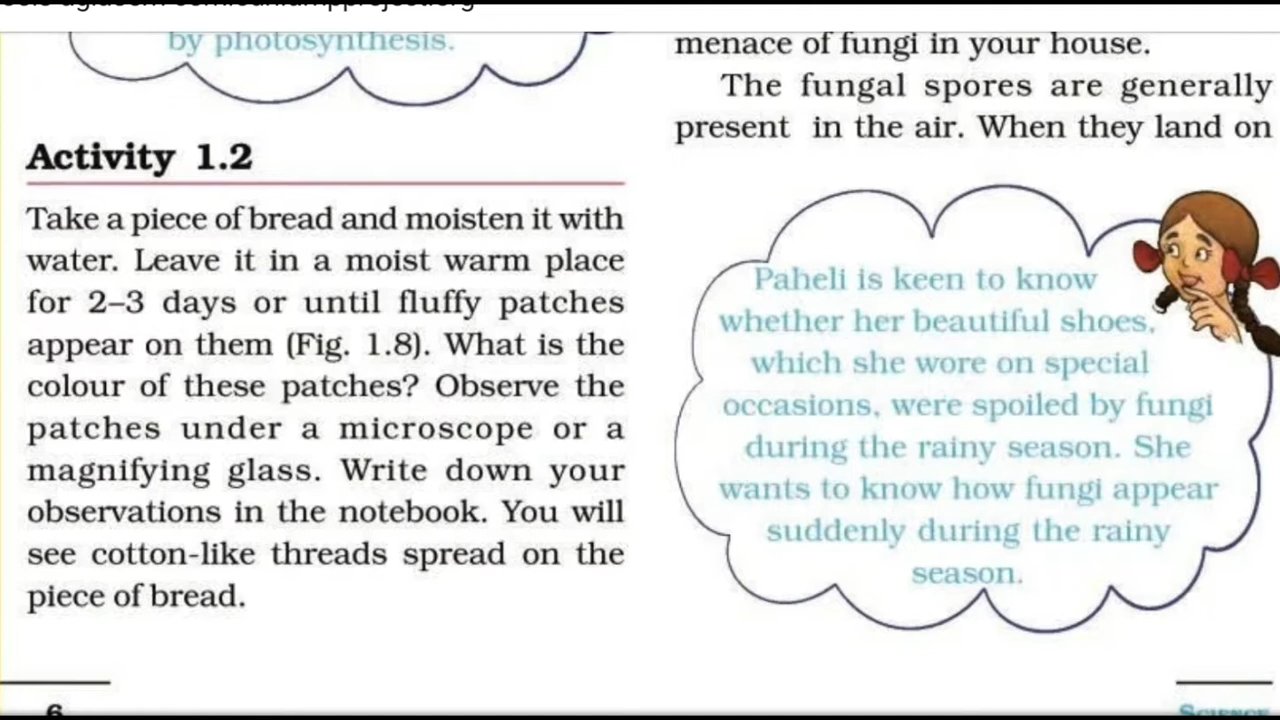 by photosynthesis.
Activity 1.2
Take a piece of bread and moisten it with
water. Leave it in a moist warm place
for 2–3 days or until fluffy patches
appear on them (Fig. 1.8). What is the
colour of these patches? Observe the
patches under a microscope or a
magnifying glass. Write down your
observations in the notebook. You will
see cotton-like threads spread on the
piece of bread.
6
menace of fungi in your house.
The fungal spores are generally
present in the air. When they land on
Paheli is keen to know
whether her beautiful shoes,
which she wore on special
occasions, were spoiled by fungi
during the rainy season. She
wants to know how fungi appear
suddenly during the rainy
season.
SCIENCE